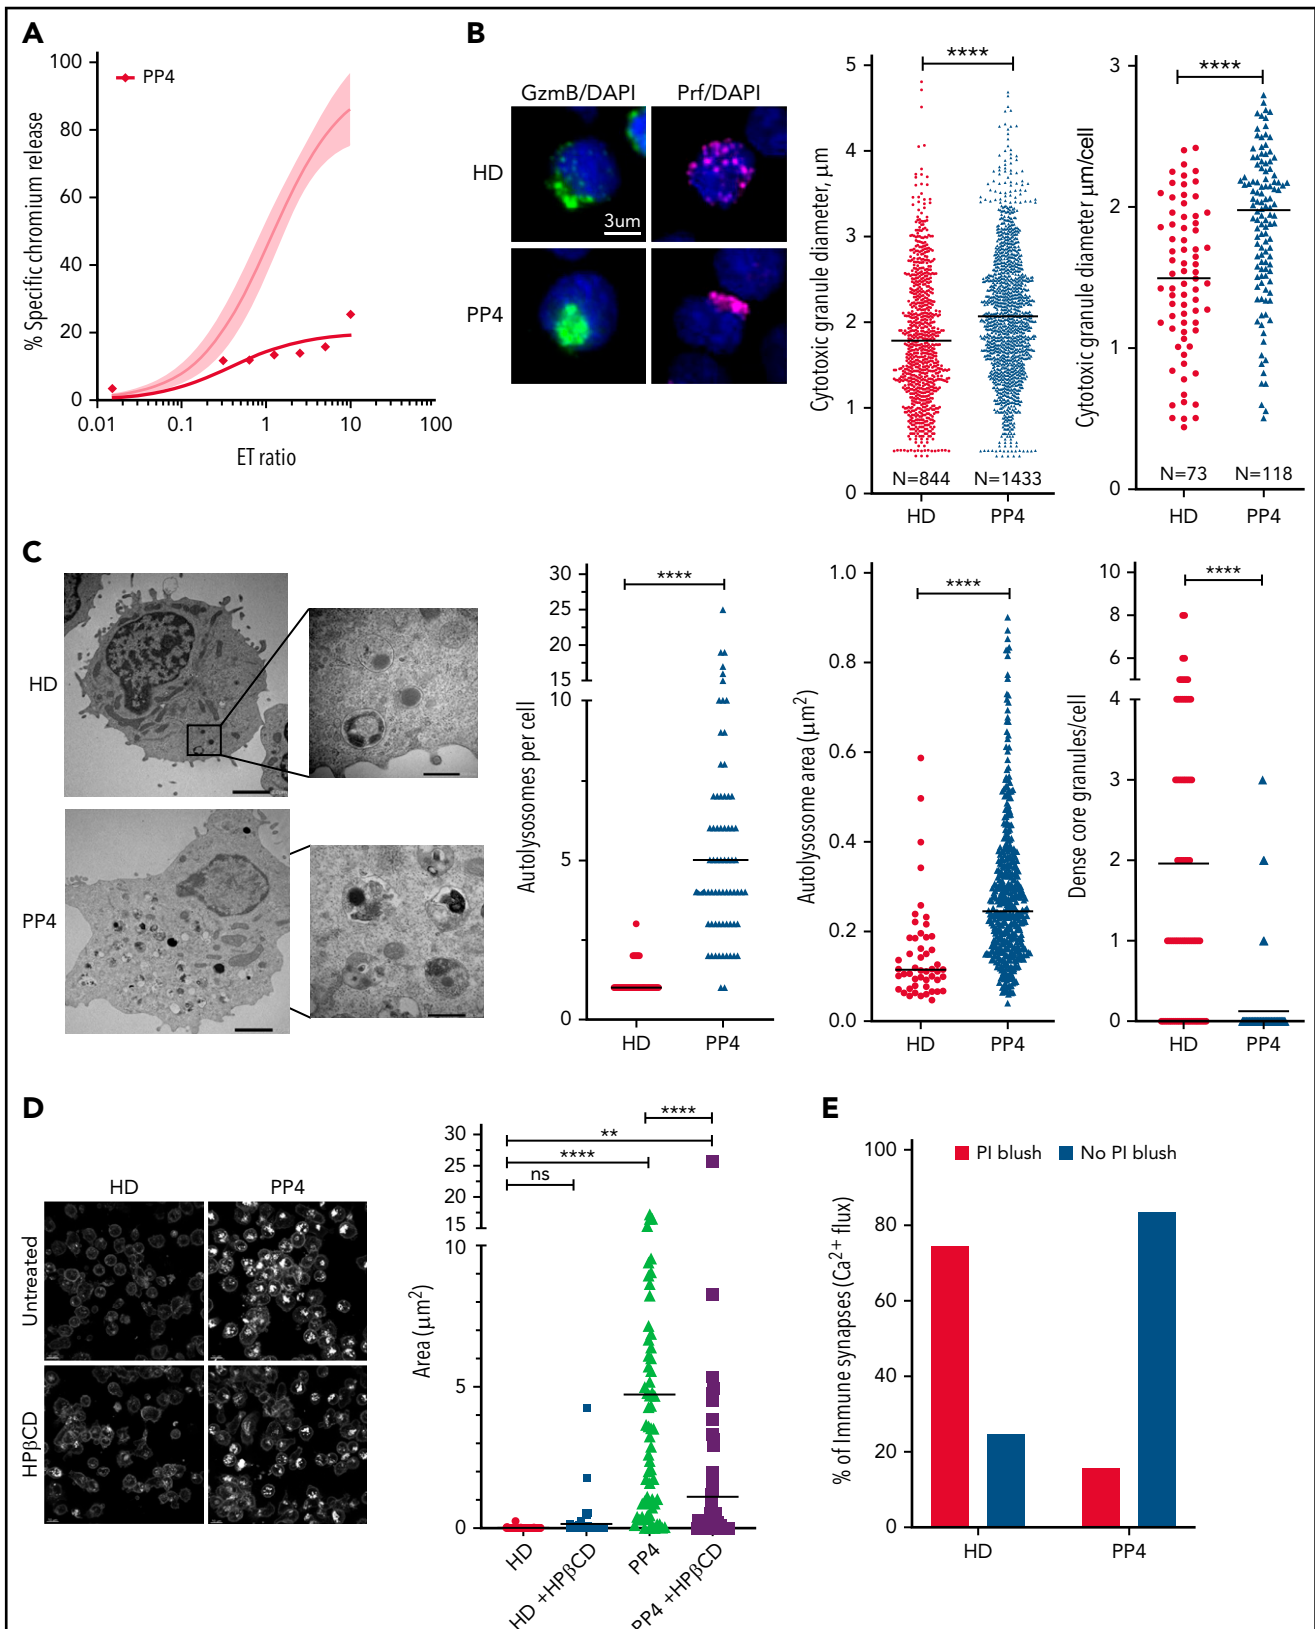 A
100
80
60
40
20
0
% Specific chromium release
PP4
0.01
0.1
1
10
100
ET ratio
B
GzmB/DAPI
Prf/DAPI
HD
3um
PP4
Cytotoxic granule diameter, μm
5
4
3
2
1
0
****
N=844
N=1433
HD
PP4
Cytotoxic granule diameter μm/cell
3
2
1
0
****
N=73
N=118
HD
PP4
C
HD
PP4
Autolysosomes per cell
30
25
20
15
10
5
0
****
HD
PP4
Autolysosome area (μm²)
1.0
0.8
0.6
0.4
0.2
0.0
****
HD
PP4
Dense core granules/cell
10
8
6
4
3
2
1
0
****
HD
PP4
D
HD
PP4
Untreated
HPβCD
Area (μm²)
30
25
20
15
10
5
0
****
**
****
ns
HD
HD +HPβCD
PP4
PP4 +HPβCD
E
% of Immune synapses (Ca²⁺ flux)
100
80
60
40
20
0
PI blush
No PI blush
HD
PP4